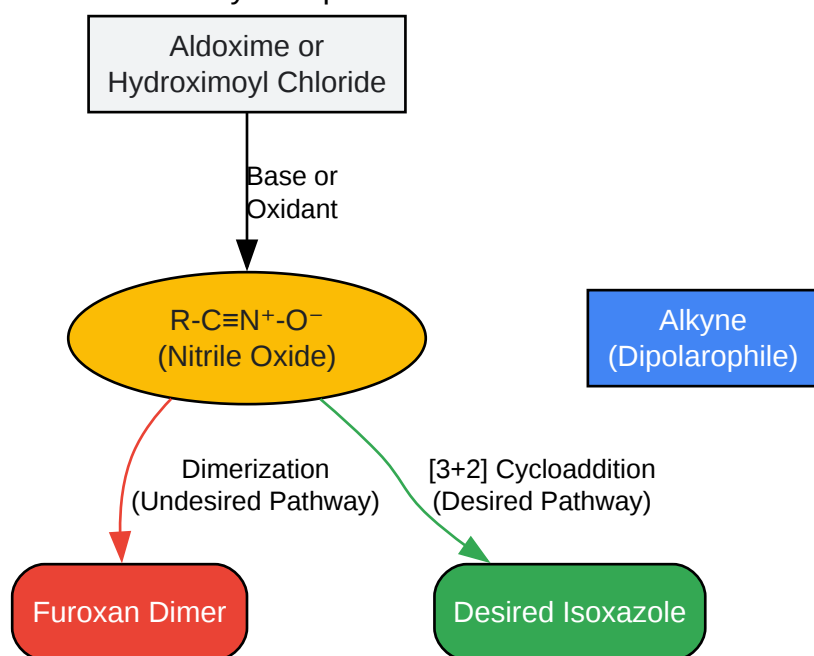 Aldoxime or
Hydroximoyl Chloride
Base or
Oxidant
R-C≡N⁺-O⁻
(Nitrile Oxide)
Alkyne
(Dipolarophile)
Dimerization
(Undesired Pathway)
[3+2] Cycloaddition
(Desired Pathway)
Furoxan Dimer
Desired Isoxazole